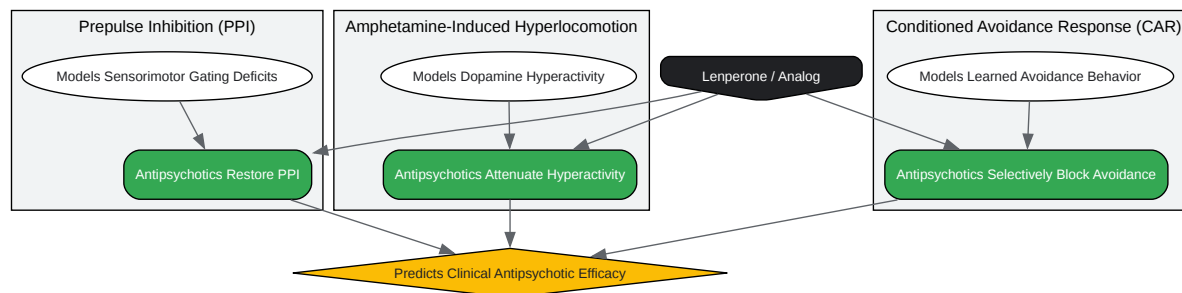 Prepulse Inhibition (PPI)
Amphetamine-Induced Hyperlocomotion
Conditioned Avoidance Response (CAR)
Models Sensorimotor Gating Deficits
Models Dopamine Hyperactivity
Lenperone / Analog
Models Learned Avoidance Behavior
Antipsychotics Restore PPI
Antipsychotics Attenuate Hyperactivity
Antipsychotics Selectively Block Avoidance
Predicts Clinical Antipsychotic Efficacy